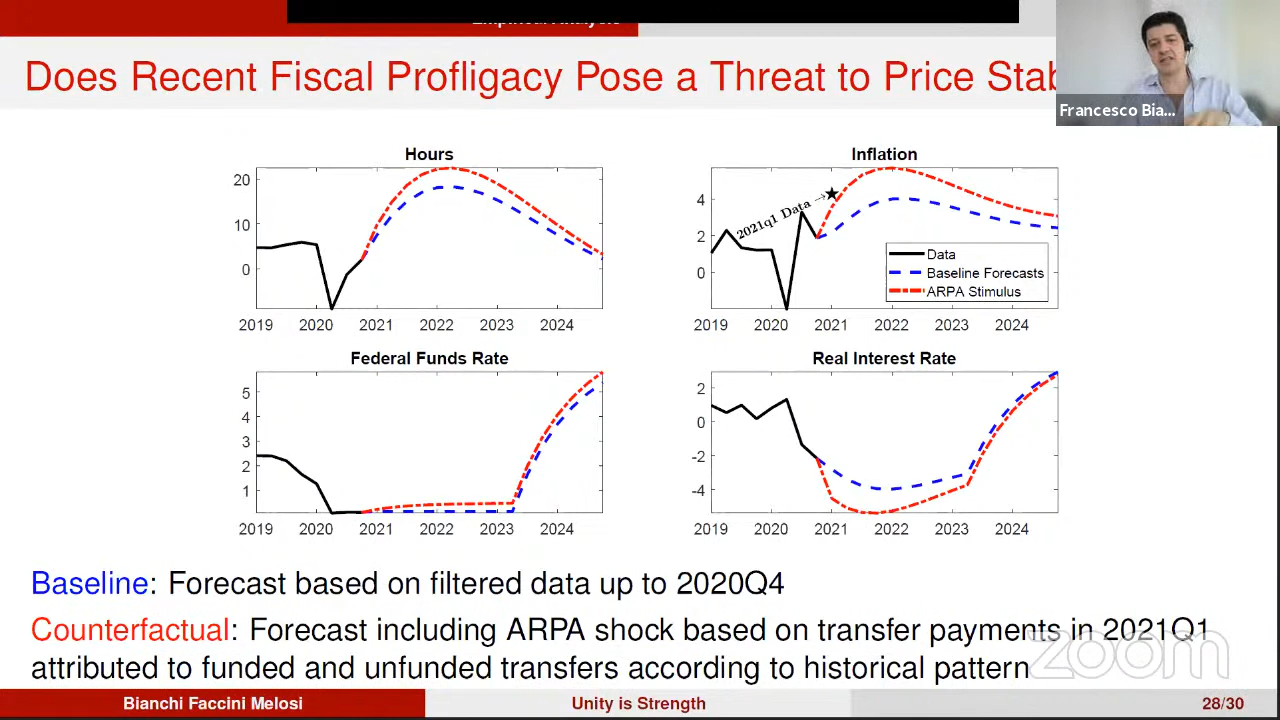 Empirical Analysis
Does Recent Fiscal Profligacy Pose a Threat to Price Stab
Francesco Bia...
Hours
20
10
0
2019 2020 2021 2022 2023 2024
Inflation
4
2
0
2021q1 Data →★
Data
Baseline Forecasts
ARPA Stimulus
2019 2020 2021 2022 2023 2024
Federal Funds Rate
5
4
3
2
1
2019 2020 2021 2022 2023 2024
Real Interest Rate
2
0
-2
-4
2019 2020 2021 2022 2023 2024
Baseline: Forecast based on filtered data up to 2020Q4
Counterfactual: Forecast including ARPA shock based on transfer payments in 2021Q1
attributed to funded and unfunded transfers according to historical pattern
zoom
Bianchi Faccini Melosi
Unity is Strength
28/30